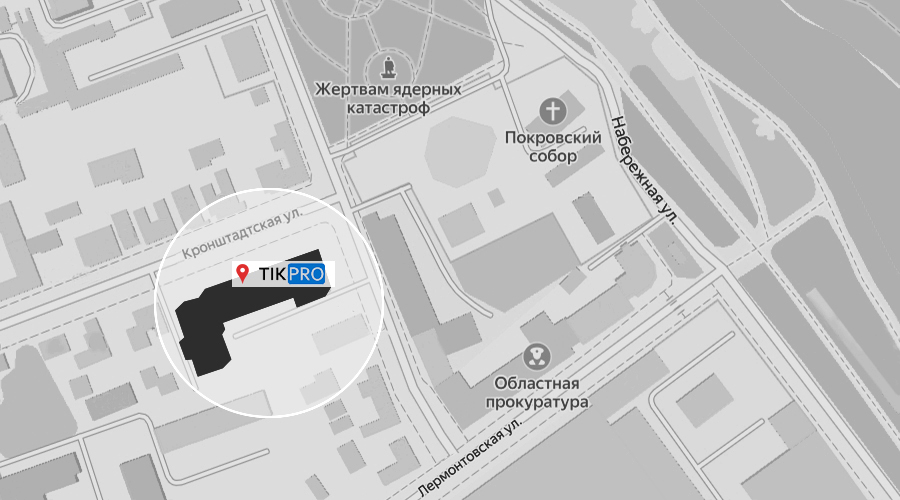 Жертвам ядерных
катастроф
Покровский
собор
Набережная ул.
Кронштадтская ул.
TIKPRO
Областная
прокуратура
Лермонтовская ул.